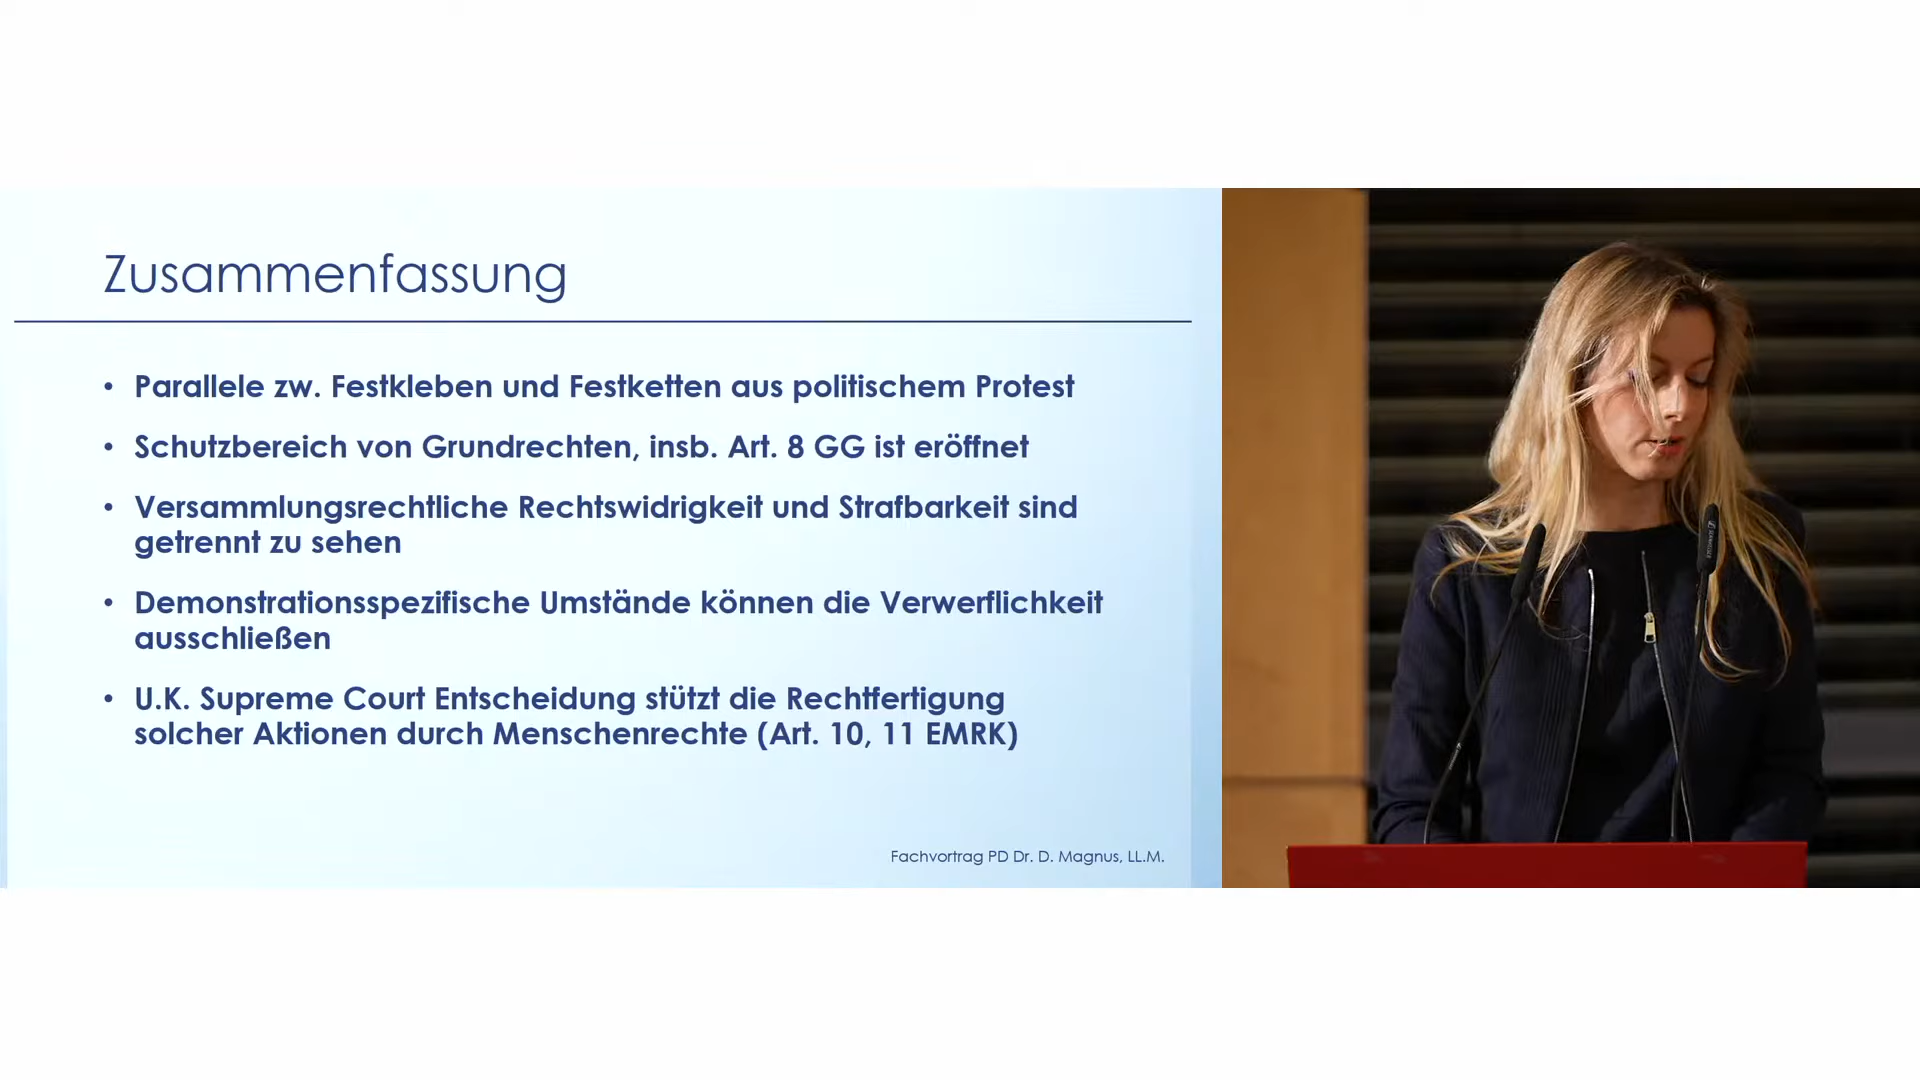 Zusammenfassung
• Parallele zw. Festkleben und Festketten aus politischem Protest
• Schutzbereich von Grundrechten, insb. Art. 8 GG ist eröffnet
• Versammlungsrechtliche Rechtswidrigkeit und Strafbarkeit sind
getrennt zu sehen
• Demonstrationsspezifische Umstände können die Verwerflichkeit
ausschließen
• U.K. Supreme Court Entscheidung stützt die Rechtfertigung
solcher Aktionen durch Menschenrechte (Art. 10, 11 EMRK)
Fachvortrag PD Dr. D. Magnus, LL.M.